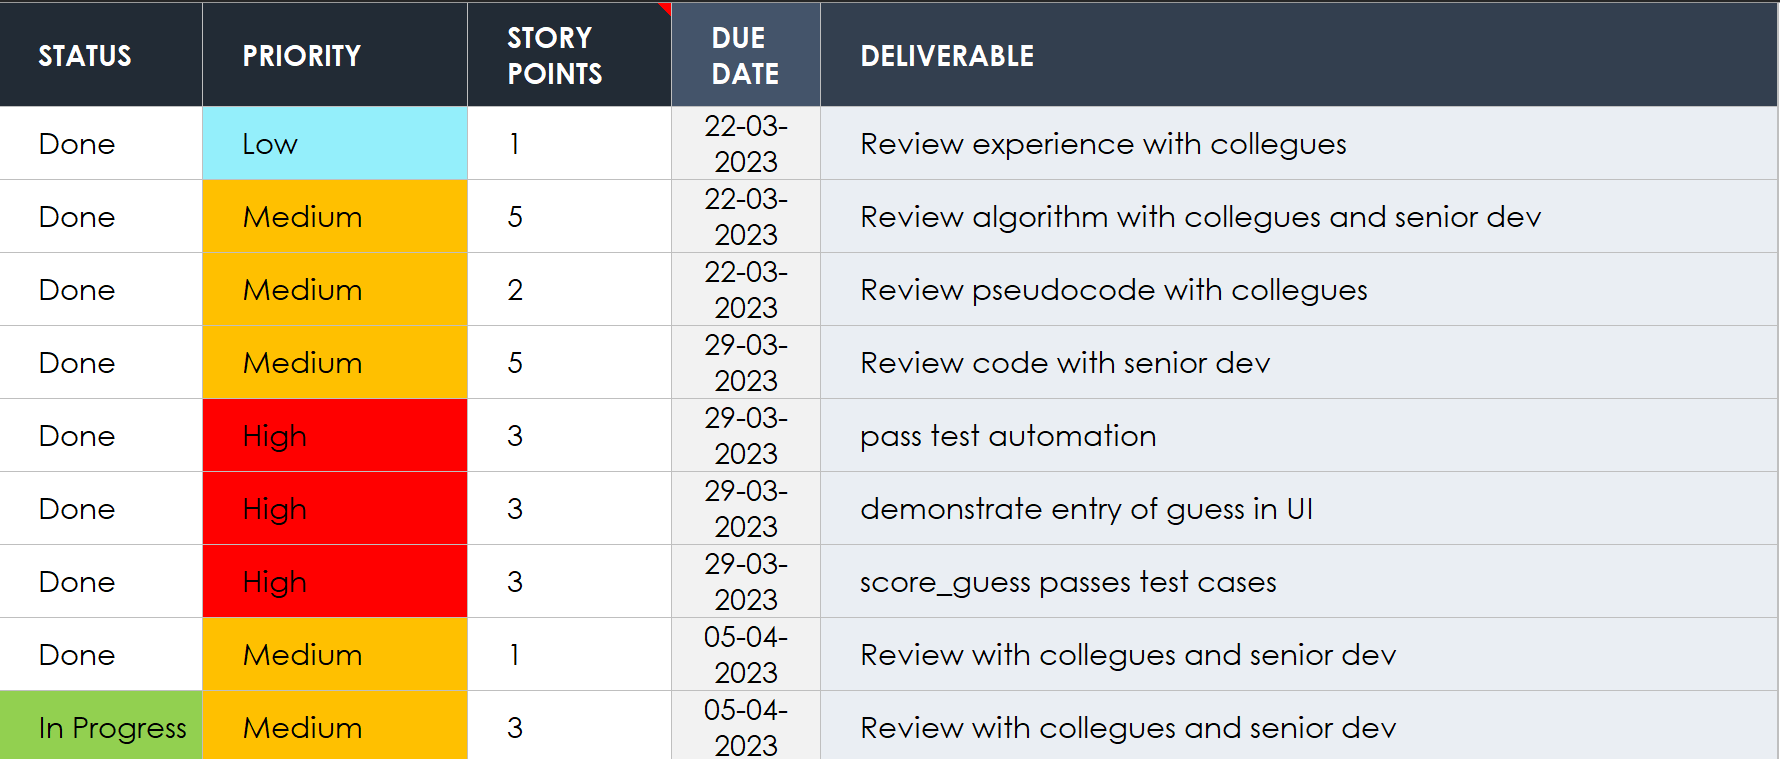 STATUS PRIORITY STORY POINTS DUE DATE DELIVERABLE
Done Low 1 22-03-2023 Review experience with collegues
Done Medium 5 22-03-2023 Review algorithm with collegues and senior dev
Done Medium 2 22-03-2023 Review pseudocode with collegues
Done Medium 5 29-03-2023 Review code with senior dev
Done High 3 29-03-2023 pass test automation
Done High 3 29-03-2023 demonstrate entry of guess in UI
Done High 3 29-03-2023 score_guess passes test cases
Done Medium 1 05-04-2023 Review with collegues and senior dev
In Progress Medium 3 05-04-2023 Review with collegues and senior dev